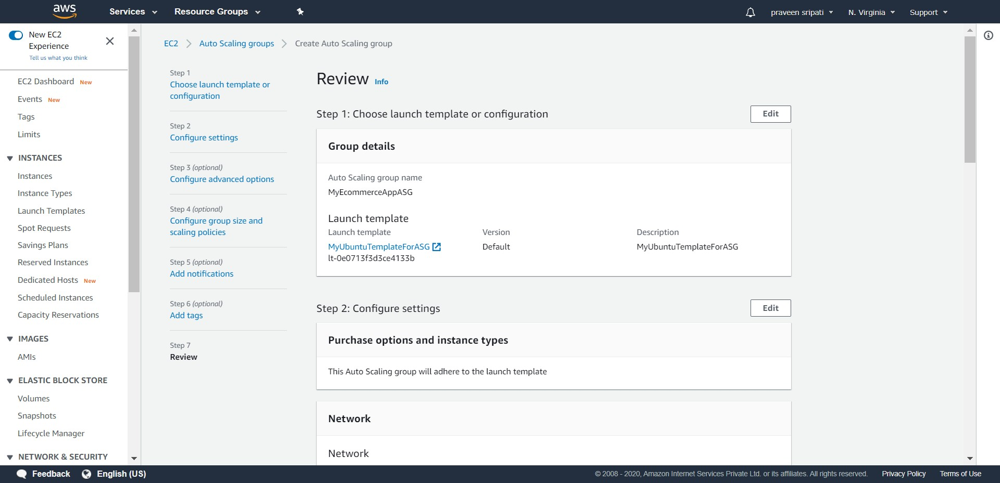 aws
Services
Resource Groups
praveen sripati
N. Virginia
Support
New EC2
Experience
Tell us what you think
EC2 Dashboard New
Events New
Tags
Limits
INSTANCES
Instances
Instance Types
Launch Templates
Spot Requests
Savings Plans
Reserved Instances
Dedicated Hosts New
Scheduled Instances
Capacity Reservations
IMAGES
AMIs
ELASTIC BLOCK STORE
Volumes
Snapshots
Lifecycle Manager
NETWORK & SECURITY
EC2
Auto Scaling groups
Create Auto Scaling group
Step 1
Choose launch template or
configuration
Step 2
Configure settings
Step 3 (optional)
Configure advanced options
Step 4 (optional)
Configure group size and
scaling policies
Step 5 (optional)
Add notifications
Step 6 (optional)
Add tags
Step 7
Review
Review Info
Step 1: Choose launch template or configuration
Edit
Group details
Auto Scaling group name
MyEcommerceAppASG
Launch template
Launch template
Version
Description
MyUbuntuTemplateForASG
Default
MyUbuntuTemplateForASG
lt-0e0713f3d3ce4133b
Step 2: Configure settings
Edit
Purchase options and instance types
This Auto Scaling group will adhere to the launch template
Network
Network
Feedback
English (US)
© 2008 - 2020, Amazon Internet Services Private Ltd. or its affiliates. All rights reserved.
Privacy Policy
Terms of Use